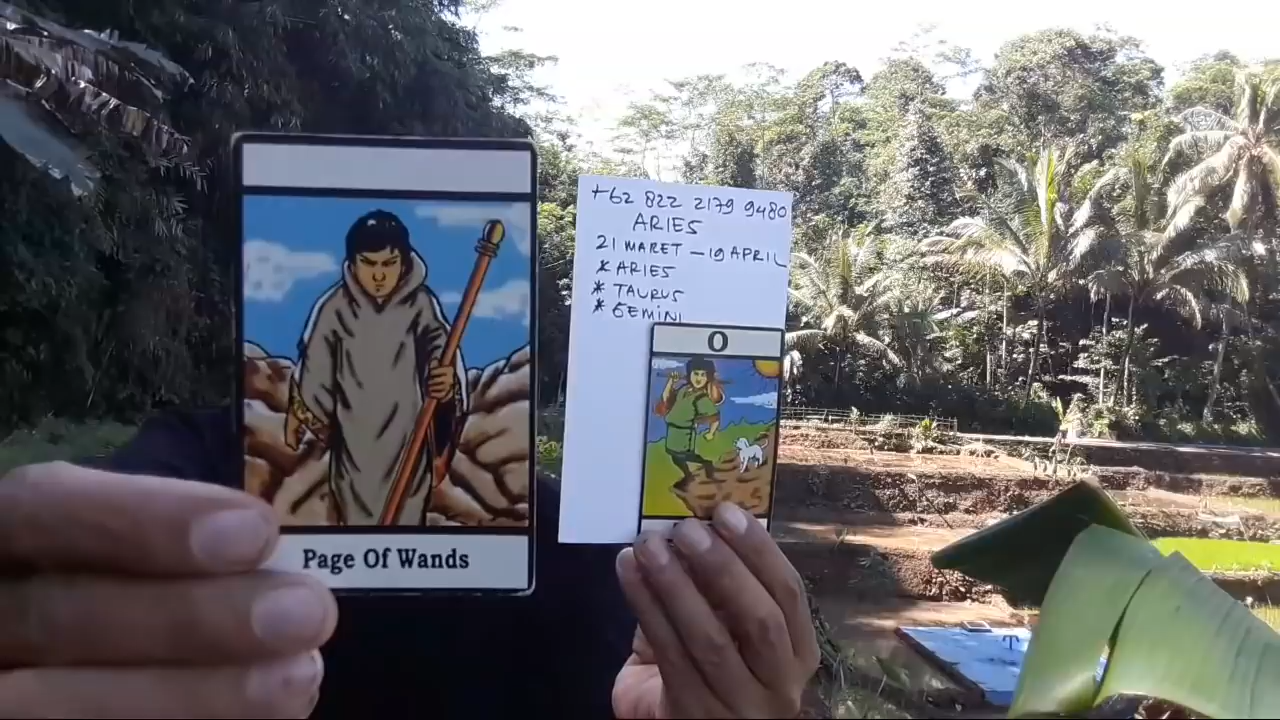 Page Of Wands
+62 822 2179 9480
ARIES
21 MARET - 19 APRIL
* ARIES
* TAURUS
* GEMINI
0